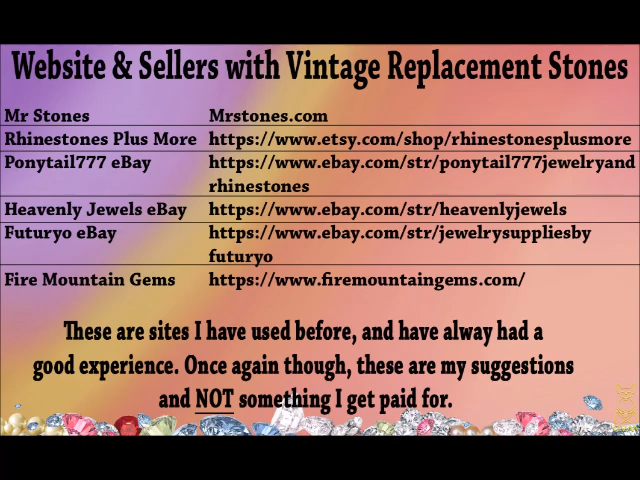 Website & Sellers with Vintage Replacement Stones
Mr Stones Mrstones.com
Rhinestones Plus More https://www.etsy.com/shop/rhinestonesplusmore
Ponytail777 eBay https://www.ebay.com/str/ponytail777jewelryand
rhinestones
Heavenly Jewels eBay https://www.ebay.com/str/heavenlyjewels
Futuryo eBay https://www.ebay.com/str/jewelrysuppliesby
futuryo
Fire Mountain Gems https://www.firemountaingems.com/
These are sites I have used before, and have alway had a
good experience. Once again though, these are my suggestions
and NOT something I get paid for.